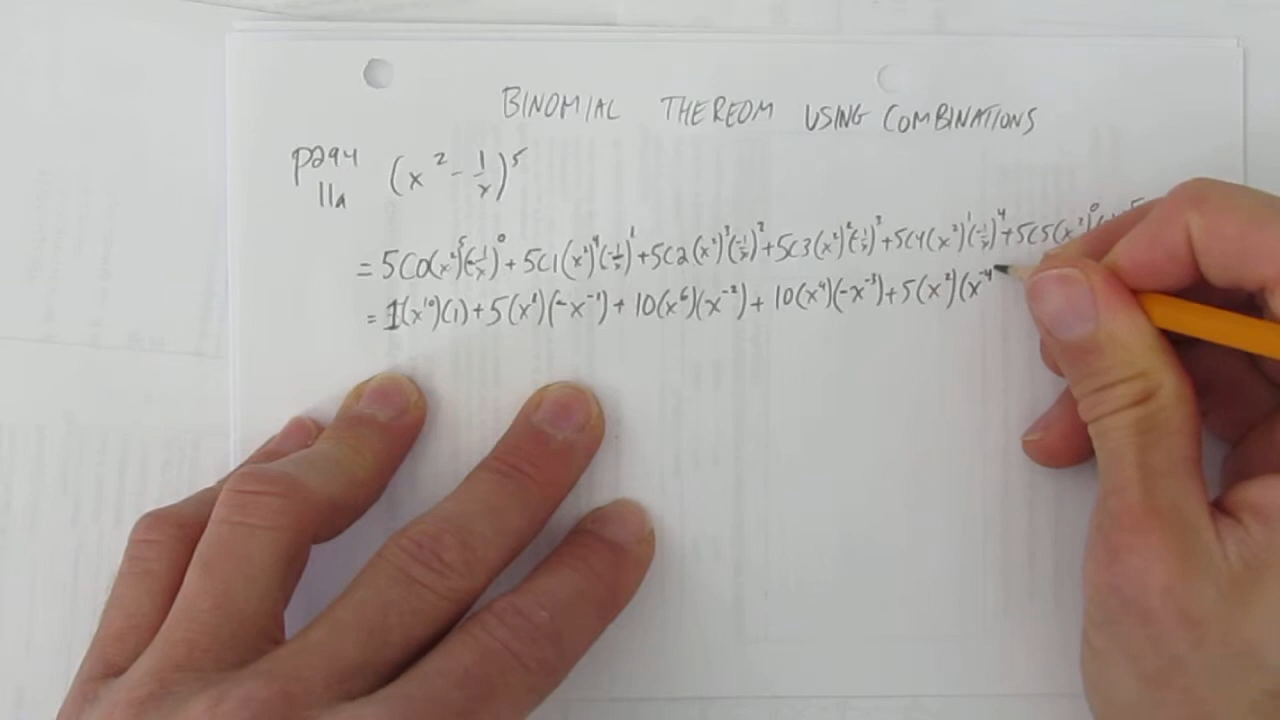 BINOMIAL THEREOM USING COMBINATIONS
p294 (x² - 1/x)⁵
11a
= 5C0(x²)⁵(-1/x)⁰ + 5C1(x²)⁴(-1/x)¹ + 5C2(x²)³(-1/x)² + 5C3(x²)²(-1/x)³ + 5C4(x²)¹(-1/x)⁴ + 5C5(x²)⁰
= 1(x¹⁰)(1) + 5(x⁸)(-x⁻¹) + 10(x⁶)(x⁻²) + 10(x⁴)(-x⁻³) + 5(x²)(x⁻⁴